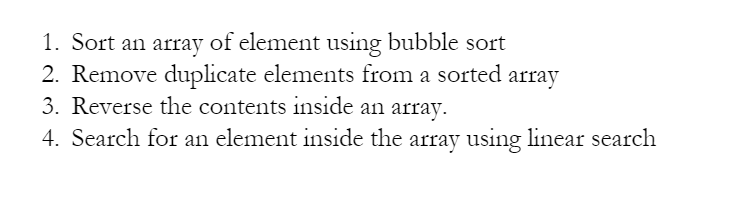 1. Sort an array of element using bubble sort
2. Remove duplicate elements from a sorted array
3. Reverse the contents inside an array.
4. Search for an element inside the array using linear search